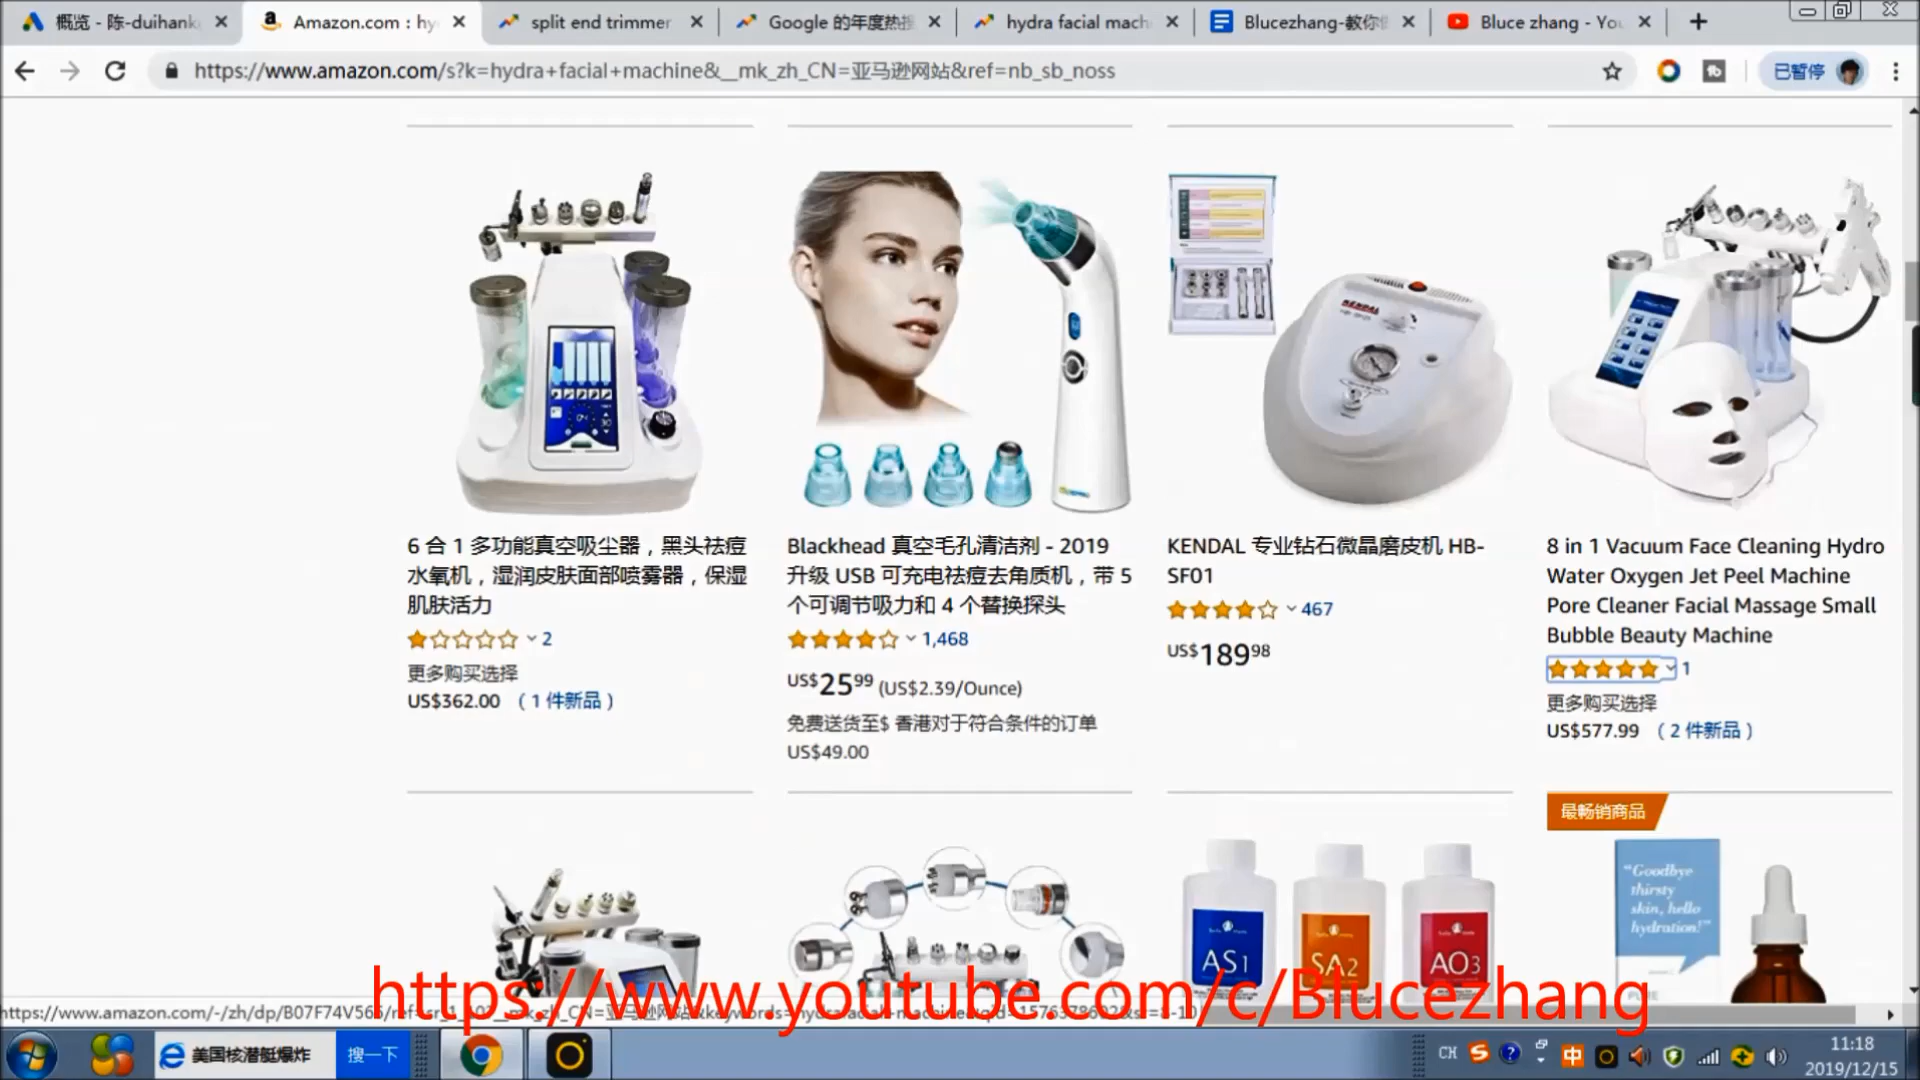 概览 - 陈-duihank
Amazon.com : hy
split end trimmer
Google 的年度热搜
hydra facial mach
Blucezhang-教你
Bluce zhang - You
https://www.amazon.com/s?k=hydra+facial+machine&__mk_zh_CN=亚马逊网站&ref=nb_sb_noss
已暂停
6 合 1 多功能真空吸尘器，黑头祛痘
水氧机，湿润皮肤面部喷雾器，保湿
肌肤活力
2
更多购买选择
US$362.00 （1 件新品）
Blackhead 真空毛孔清洁剂 - 2019
升级 USB 可充电祛痘去角质机，带 5
个可调节吸力和 4 个替换探头
1,468
US$25 99 (US$2.39/Ounce)
免费送货至$ 香港对于符合条件的订单
US$49.00
KENDAL
KENDAL 专业钻石微晶磨皮机 HB-
SF01
467
US$189 98
8 in 1 Vacuum Face Cleaning Hydro
Water Oxygen Jet Peel Machine
Pore Cleaner Facial Massage Small
Bubble Beauty Machine
1
更多购买选择
US$577.99 （2 件新品）
AS1
SA2
AO3
最畅销商品
"Goodbye
thirsty
skin, hello
hydration!"
https://www.youtube.com/c/Blucezhang
美国核潜艇爆炸
搜一下
CH
中
11:18
2019/12/15